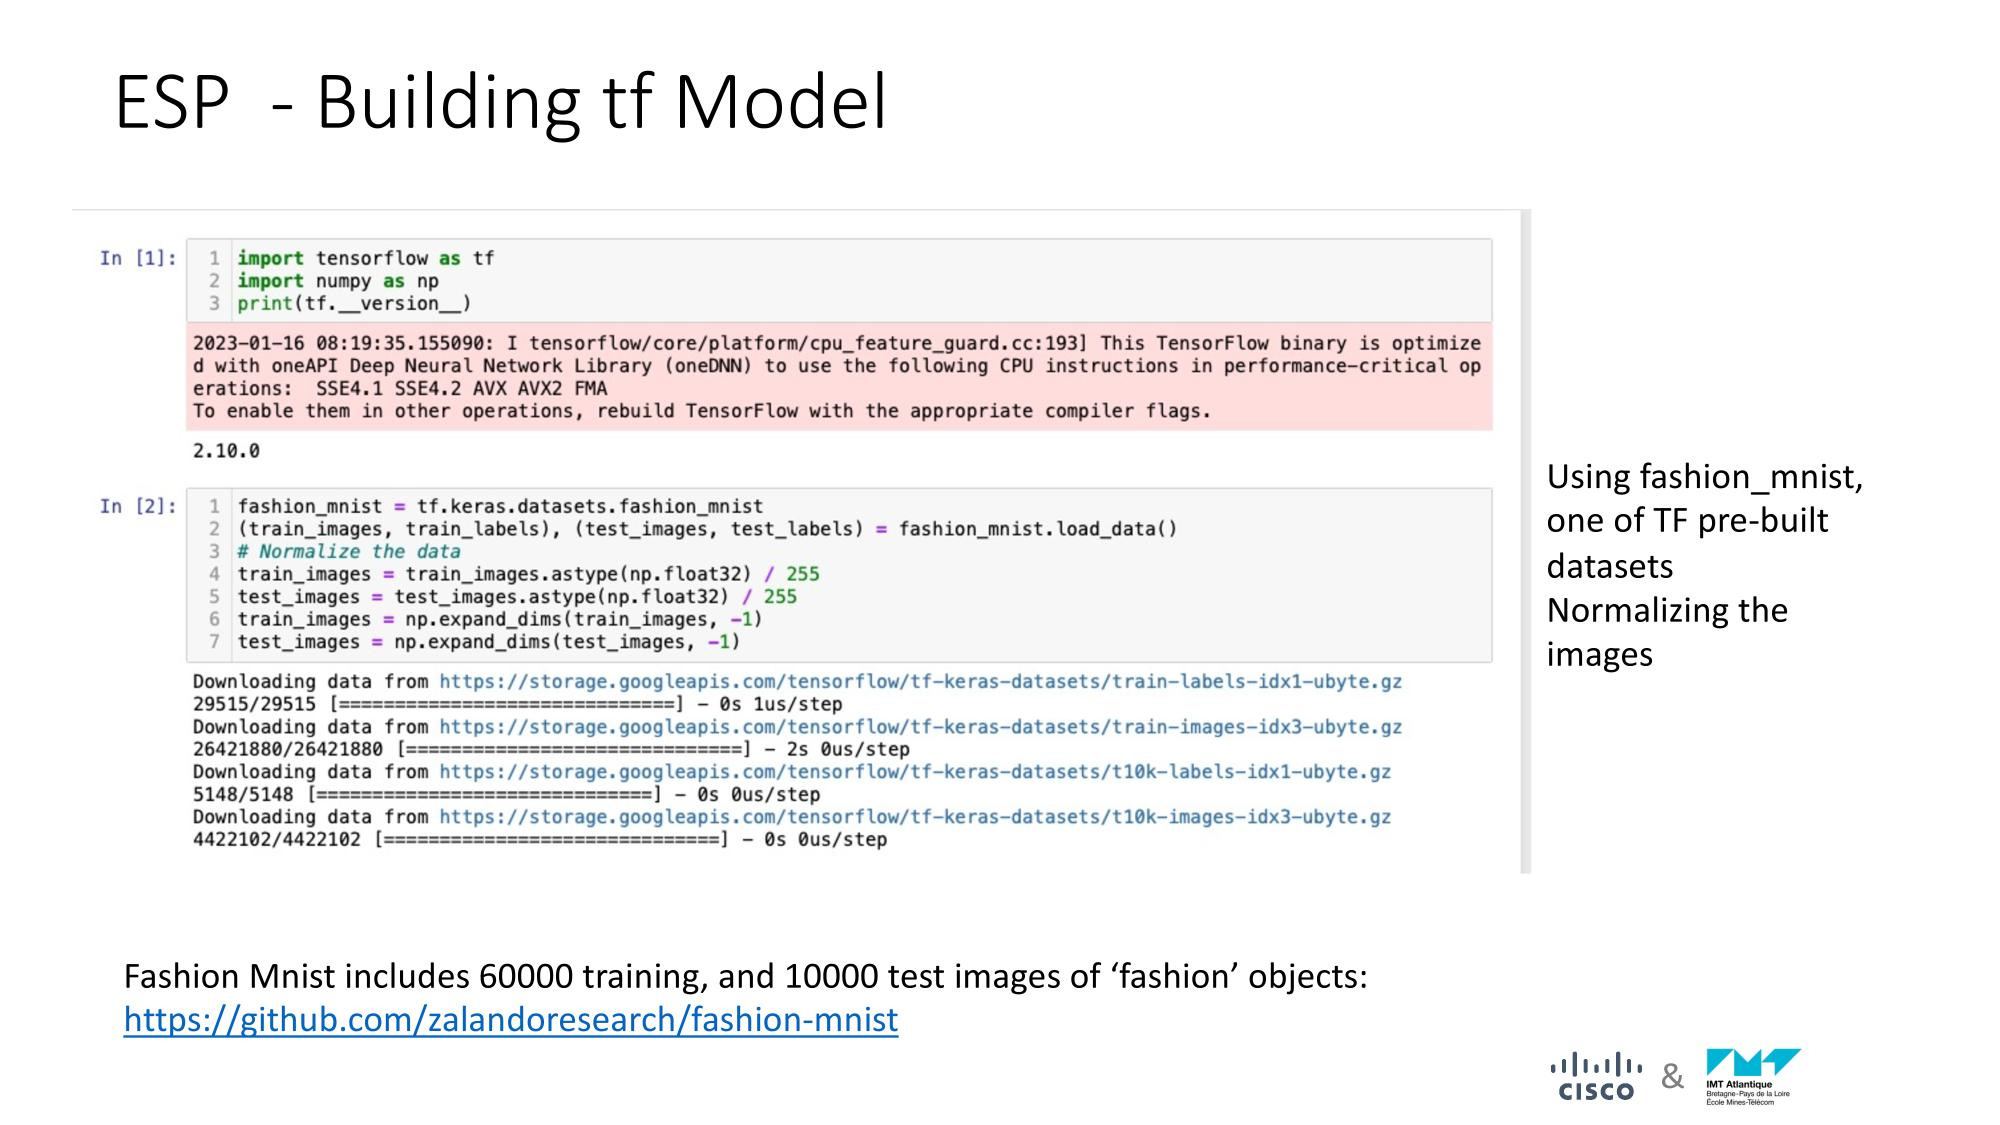 ESP - Building tf Model
In [1]:
1 import tensorflow as tf
2 import numpy as np
3 print(tf.__version__)
2023-01-16 08:19:35.155090: I tensorflow/core/platform/cpu_feature_guard.cc:193] This TensorFlow binary is optimize
d with oneAPI Deep Neural Network Library (oneDNN) to use the following CPU instructions in performance-critical op
erations:  SSE4.1 SSE4.2 AVX AVX2 FMA
To enable them in other operations, rebuild TensorFlow with the appropriate compiler flags.
2.10.0
In [2]:
1 fashion_mnist = tf.keras.datasets.fashion_mnist
2 (train_images, train_labels), (test_images, test_labels) = fashion_mnist.load_data()
3 # Normalize the data
4 train_images = train_images.astype(np.float32) / 255
5 test_images = test_images.astype(np.float32) / 255
6 train_images = np.expand_dims(train_images, -1)
7 test_images = np.expand_dims(test_images, -1)
Downloading data from https://storage.googleapis.com/tensorflow/tf-keras-datasets/train-labels-idx1-ubyte.gz
29515/29515 [==============================] - 0s 1us/step
Downloading data from https://storage.googleapis.com/tensorflow/tf-keras-datasets/train-images-idx3-ubyte.gz
26421880/26421880 [==============================] - 2s 0us/step
Downloading data from https://storage.googleapis.com/tensorflow/tf-keras-datasets/t10k-labels-idx1-ubyte.gz
5148/5148 [==============================] - 0s 0us/step
Downloading data from https://storage.googleapis.com/tensorflow/tf-keras-datasets/t10k-images-idx3-ubyte.gz
4422102/4422102 [==============================] - 0s 0us/step
Using fashion_mnist,
one of TF pre-built
datasets
Normalizing the
images
Fashion Mnist includes 60000 training, and 10000 test images of ‘fashion’ objects:
https://github.com/zalandoresearch/fashion-mnist
CISCO
&
IMT Atlantique
Bretagne-Pays de la Loire
École Mines-Télécom